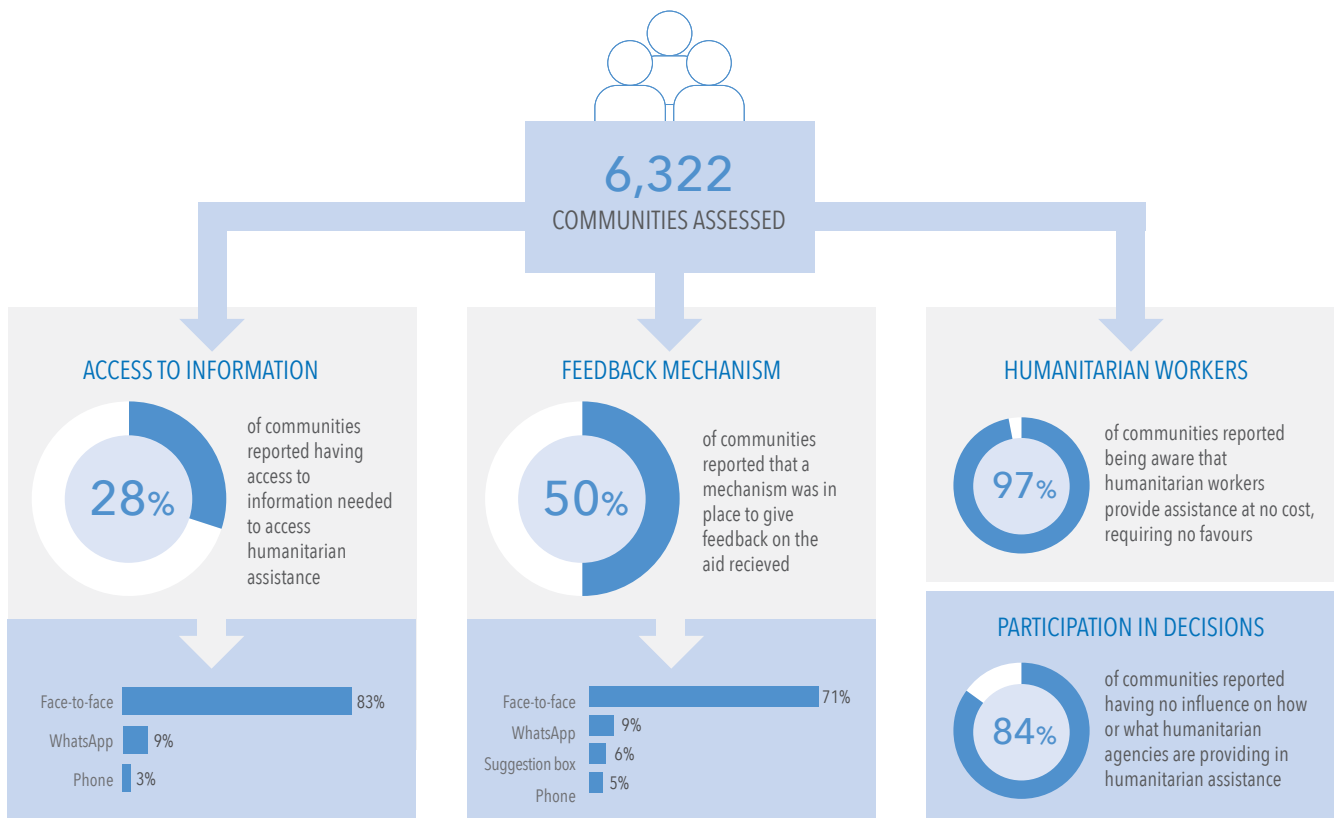 6,322
COMMUNITIES ASSESSED
ACCESS TO INFORMATION
28%
of communities
reported having
access to
information needed
to access
humanitarian
assistance
Face-to-face 83%
WhatsApp 9%
Phone 3%
FEEDBACK MECHANISM
50%
of communities
reported that a
mechanism was in
place to give
feedback on the
aid recieved
Face-to-face 71%
WhatsApp 9%
Suggestion box 6%
Phone 5%
HUMANITARIAN WORKERS
97%
of communities reported
being aware that
humanitarian workers
provide assistance at no cost,
requiring no favours
PARTICIPATION IN DECISIONS
84%
of communities reported
having no influence on how
or what humanitarian
agencies are providing in
humanitarian assistance